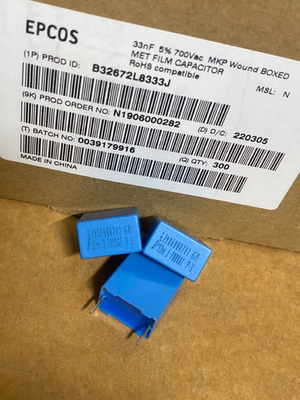 EPCOS
33nF 5% 700Vac MKP Wound BOXED
MET FILM CAPACITOR
RoHS compatible
(1P) PROD ID: B32672L8333J
MSL: N
(9K) PROD ORDER NO: N1906000282 (D) D/C: 220305
(T) BATCH NO: 0039179916 (Q) QTY: 300
MADE IN CHINA